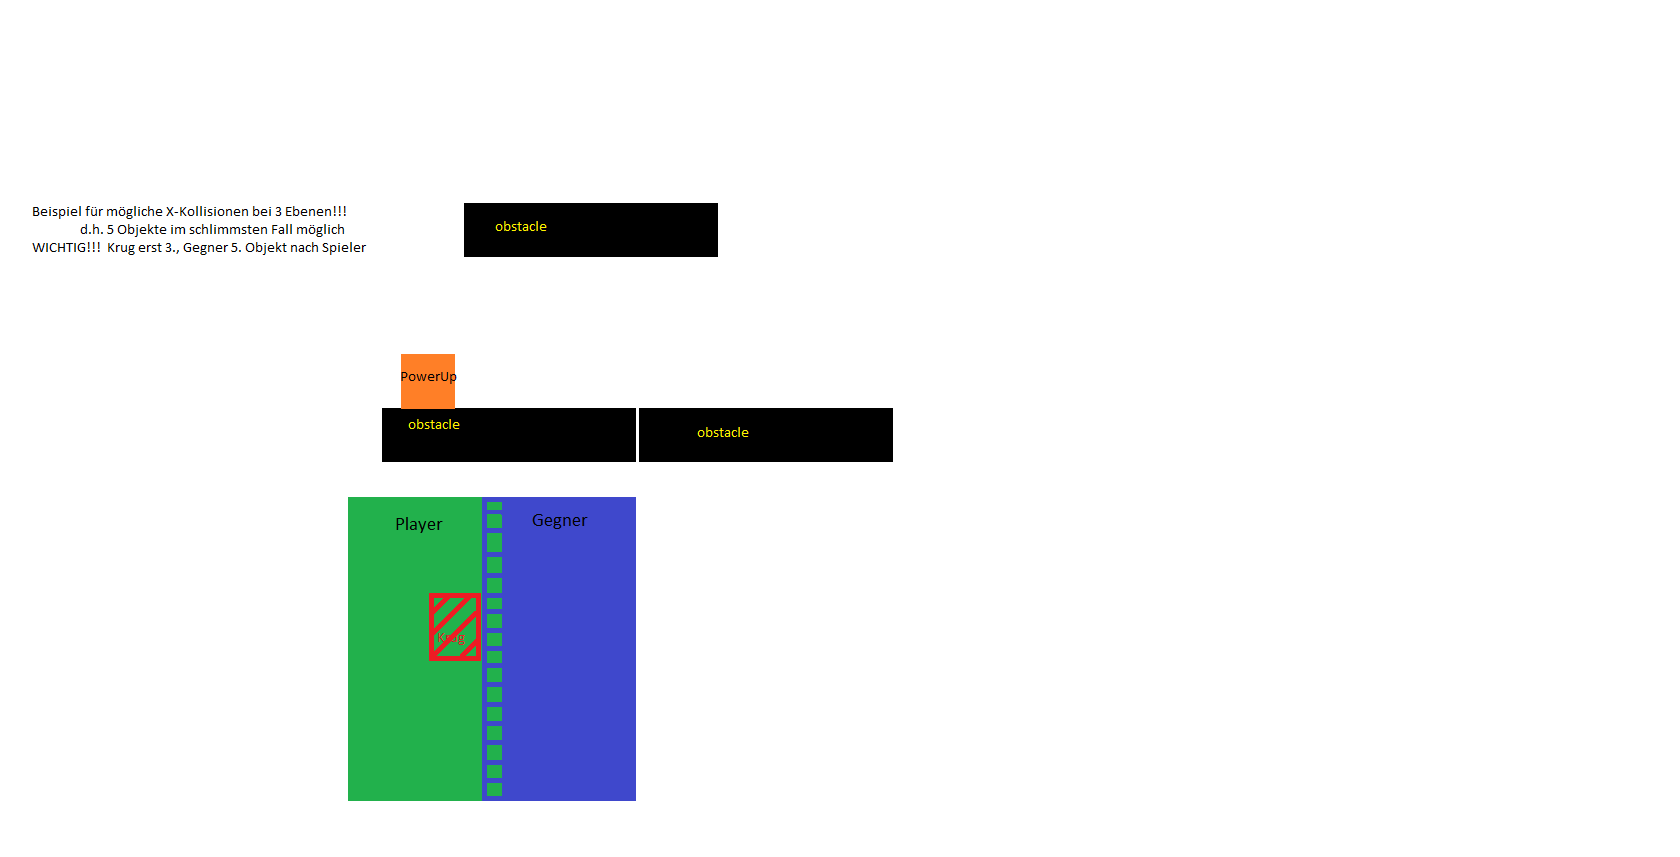 Beispiel für mögliche X-Kollisionen bei 3 Ebenen!!!
d.h. 5 Objekte im schlimmsten Fall möglich
WICHTIG!!! Krug erst 3., Gegner 5. Objekt nach Spieler
obstacle
PowerUp
obstacle
obstacle
Player
Gegner
Krug